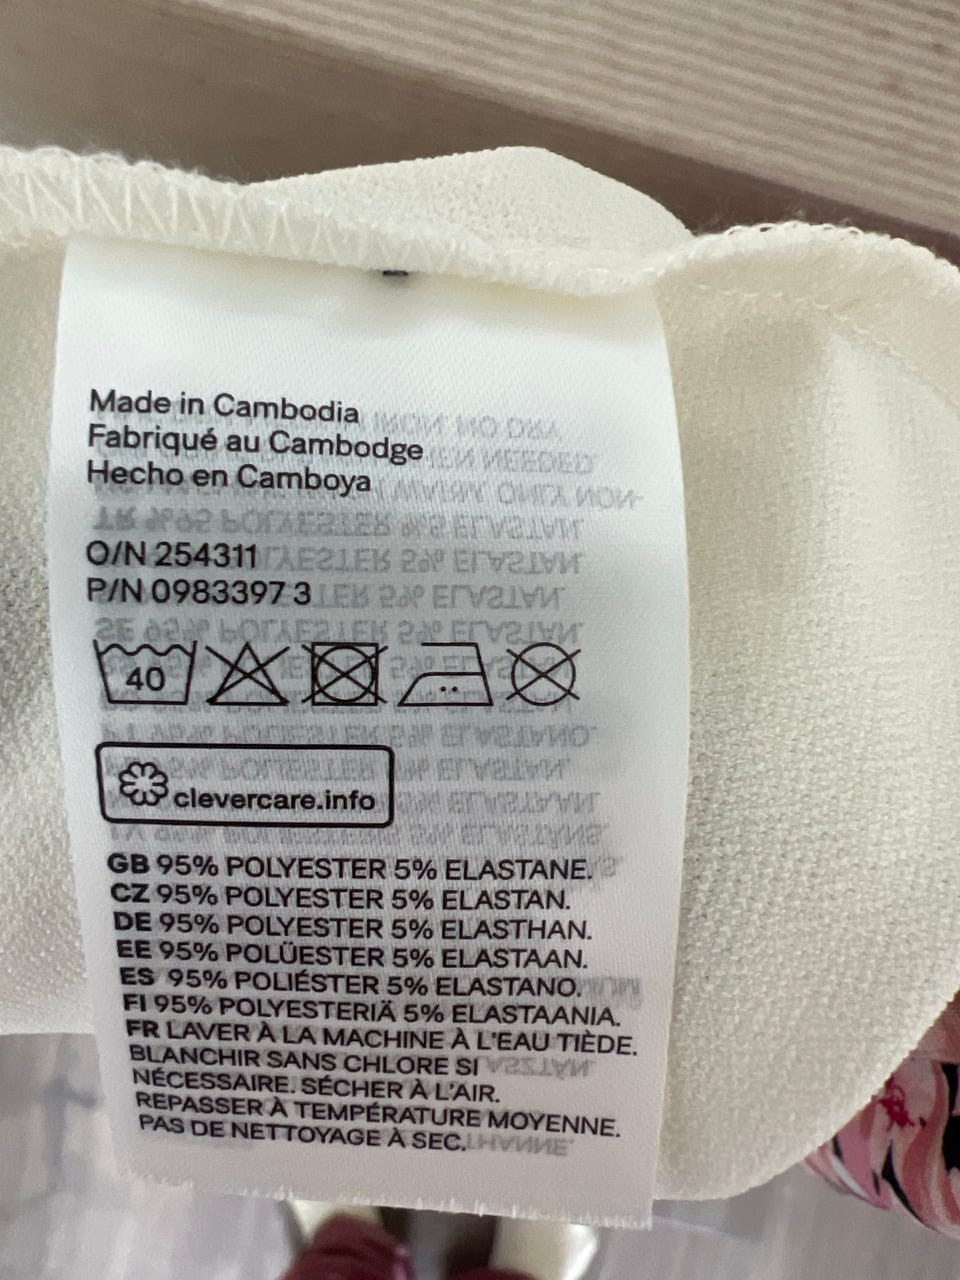 Made in Cambodia
Fabriqué au Cambodge
Hecho en Camboya
O/N 254311
P/N 0983397 3
40
clevercare.info
GB 95% POLYESTER 5% ELASTANE.
CZ 95% POLYESTER 5% ELASTAN.
DE 95% POLYESTER 5% ELASTHAN.
EE 95% POLÜESTER 5% ELASTAAN.
ES 95% POLIÉSTER 5% ELASTANO.
FI 95% POLYESTERIÄ 5% ELASTAANIA.
FR LAVER À LA MACHINE À L'EAU TIÈDE.
BLANCHIR SANS CHLORE SI
NÉCESSAIRE. SÉCHER À L'AIR.
REPASSER À TEMPÉRATURE MOYENNE.
PAS DE NETTOYAGE À SEC.